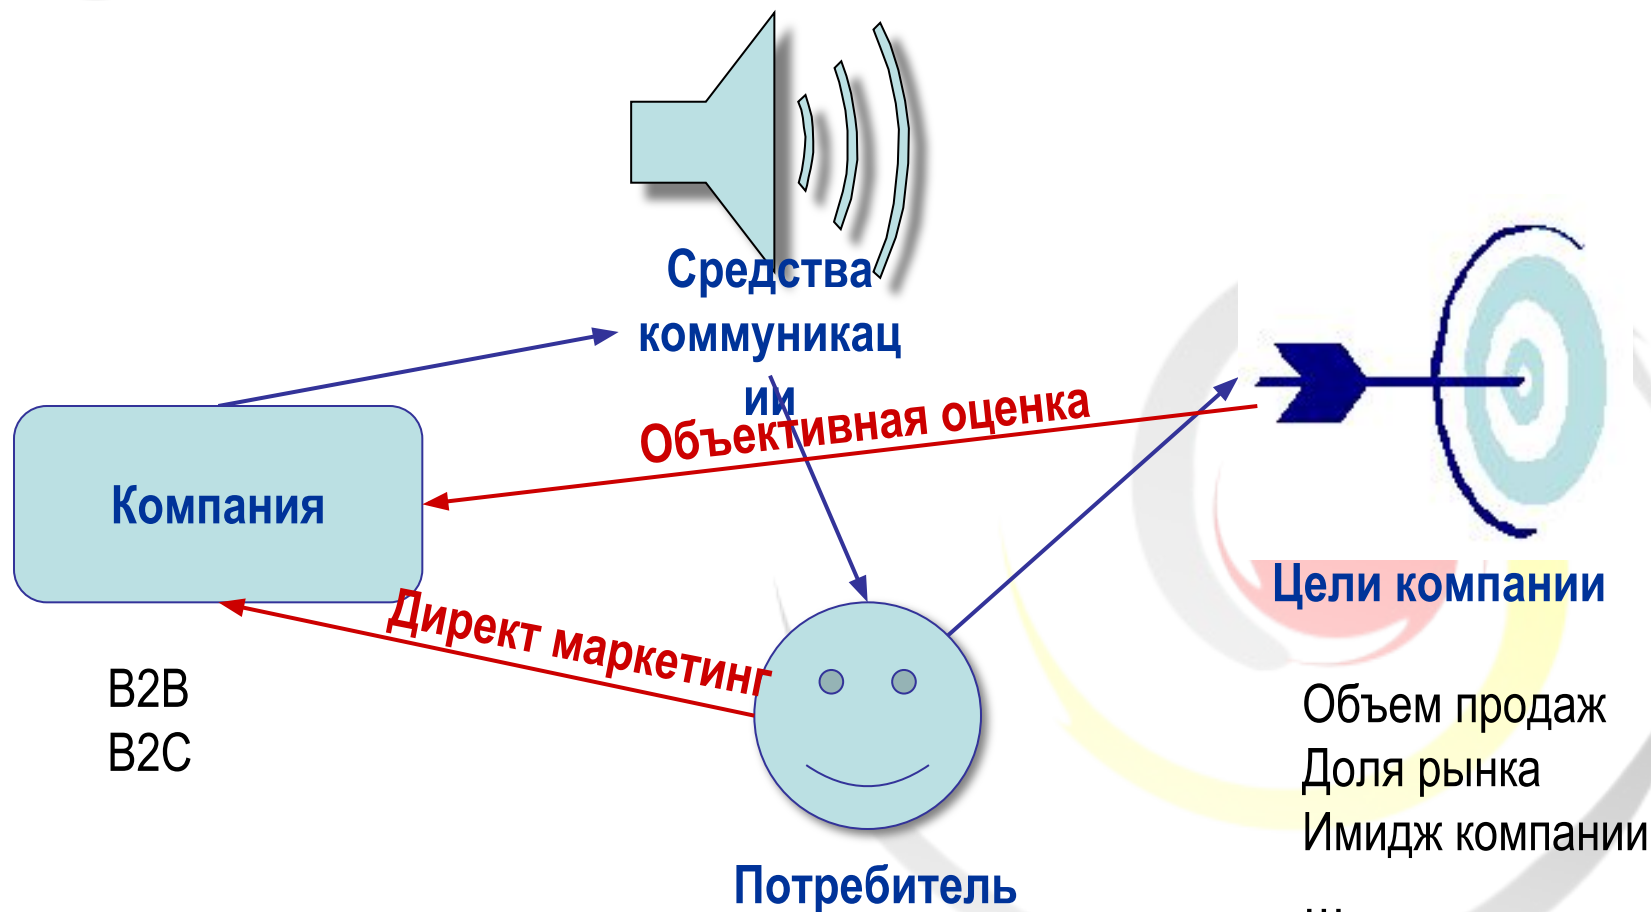 Средства
коммуникац
ии
Объективная оценка
Компания
Директ маркетинг
Цели компании
B2B
B2C
Объем продаж
Доля рынка
Имидж компании
...
Потребитель